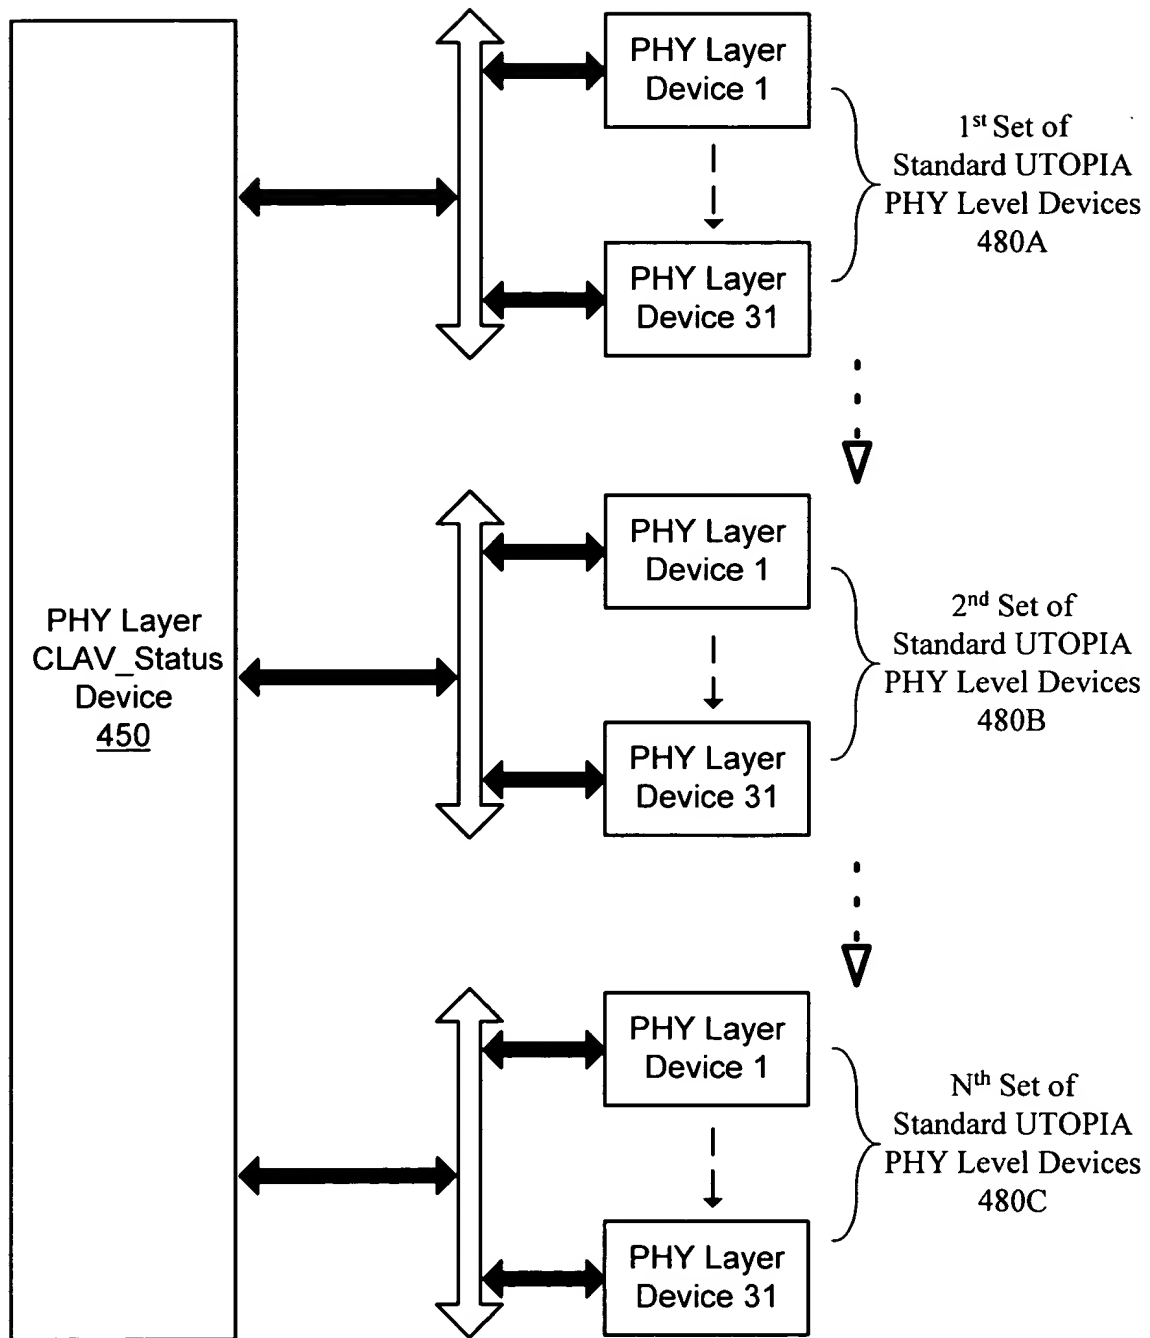 PHY Layer
CLAV_Status
Device
450
PHY Layer
Device 1
PHY Layer
Device 31
1st Set of
Standard UTOPIA
PHY Level Devices
480A
PHY Layer
Device 1
PHY Layer
Device 31
2nd Set of
Standard UTOPIA
PHY Level Devices
480B
PHY Layer
Device 1
PHY Layer
Device 31
Nth Set of
Standard UTOPIA
PHY Level Devices
480C